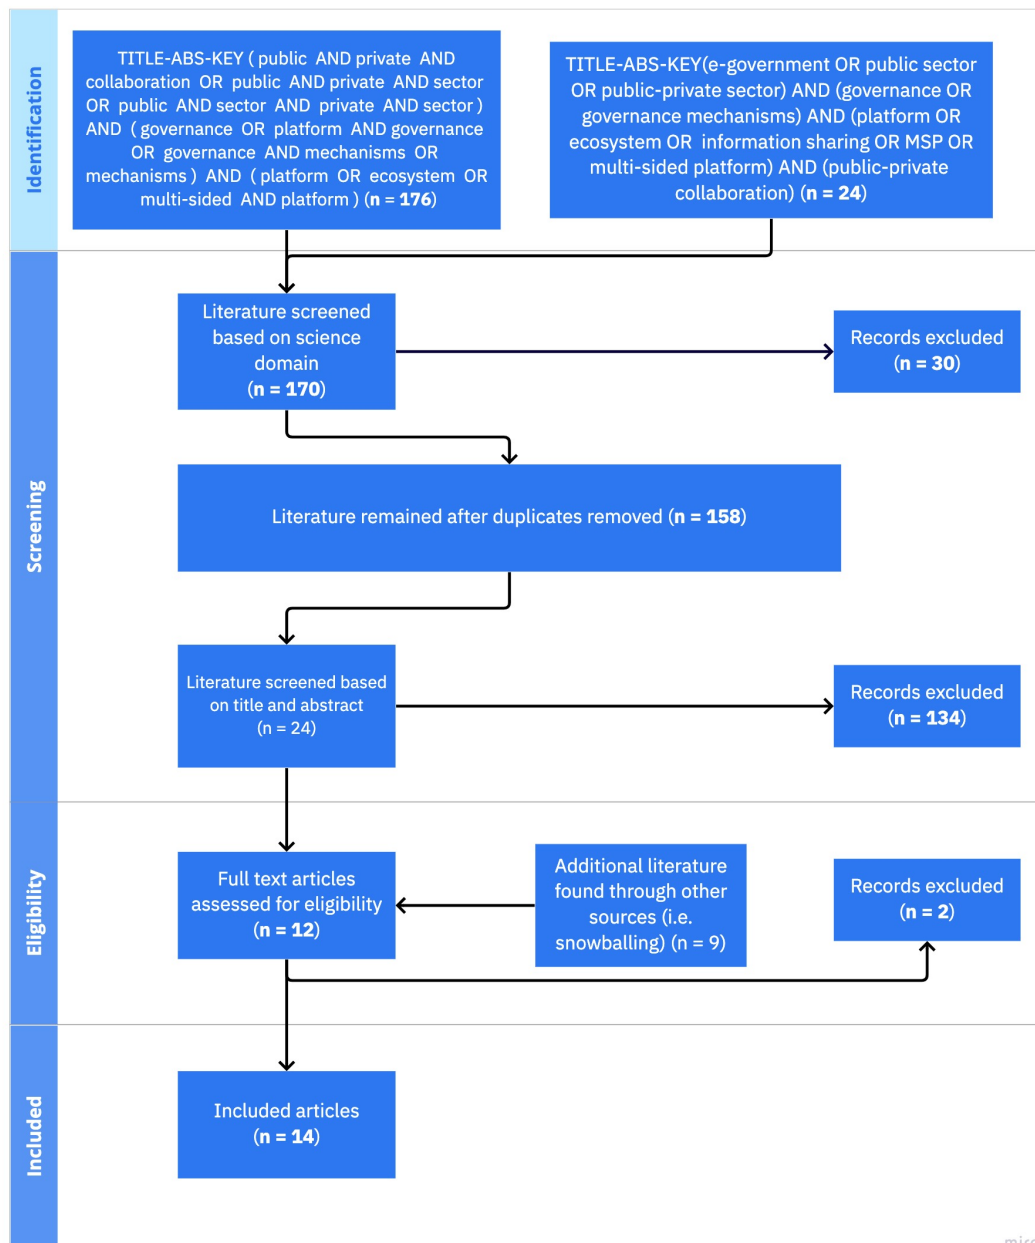 Identification
TITLE-ABS-KEY ( public AND private AND
collaboration OR public AND private AND sector
OR public AND sector AND private AND sector )
AND ( governance OR platform AND governance
OR governance AND mechanisms OR
mechanisms ) AND ( platform OR ecosystem OR
multi-sided AND platform ) (n = 176)
TITLE-ABS-KEY(e-government OR public sector
OR public-private sector) AND (governance OR
governance mechanisms) AND (platform OR
ecosystem OR information sharing OR MSP OR
multi-sided platform) AND (public-private
collaboration) (n = 24)
Screening
Literature screened
based on science
domain
(n = 170)
Records excluded
(n = 30)
Literature remained after duplicates removed (n = 158)
Literature screened based
on title and abstract
(n = 24)
Records excluded
(n = 134)
Eligibility
Full text articles
assessed for eligibility
(n = 12)
Additional literature
found through other
sources (i.e.
snowballing) (n = 9)
Records excluded
(n = 2)
Included
Included articles
(n = 14)